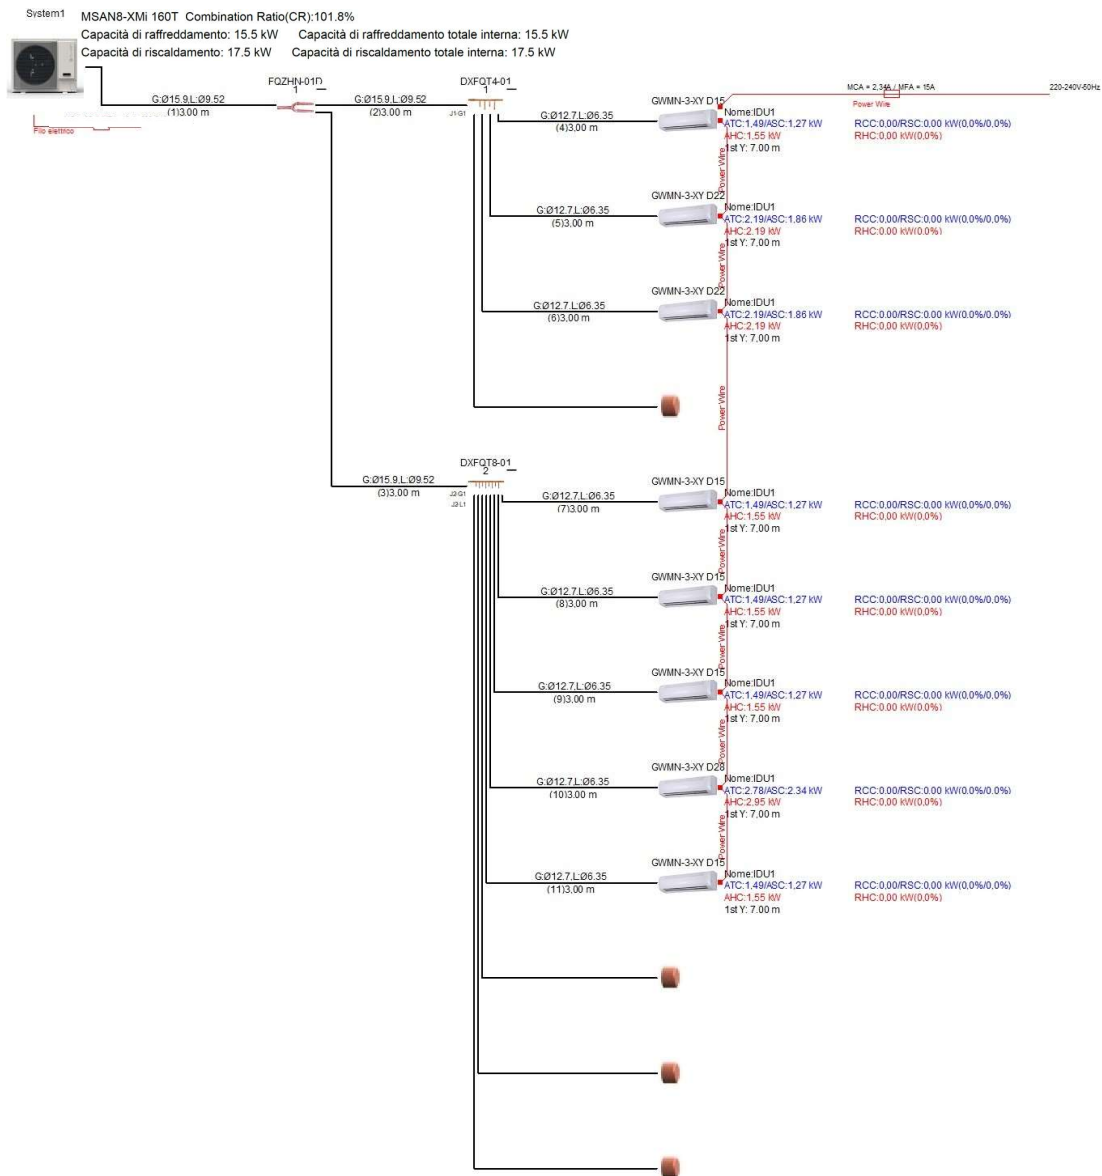 System1
MSAN8-XMi 160T Combination Ratio(CR):101.8%
Capacità di raffreddamento: 15.5 kW Capacità di raffreddamento totale interna: 15.5 kW
Capacità di riscaldamento: 17.5 kW Capacità di riscaldamento totale interna: 17.5 kW
FQZHN-01D
1
DXFQT4-01
1
MCA = 2,34A / MFA = 15A
220-240V-50Hz
Power Wire
G:Ø15.9,L:Ø9.52
(1)3,00 m
G:Ø15.9,L:Ø9.52
(2)3,00 m
Filo elettrico
J1-G1
G:Ø12.7,L:Ø6.35
(4)3,00 m
GWMN-3-XY D15
Nome:IDU1
ATC:1,49/ASC:1,27 kW RCC:0,00/RSC:0,00 kW(0,0%/0,0%)
AHC:1,55 kW RHC:0,00 kW(0,0%)
1st Y: 7,00 m
Power Wire
G:Ø12.7,L:Ø6.35
(5)3,00 m
GWMN-3-XY D22
Nome:IDU1
ATC:2,19/ASC:1,86 kW RCC:0,00/RSC:0,00 kW(0,0%/0,0%)
AHC:2,19 kW RHC:0,00 kW(0,0%)
1st Y: 7,00 m
Power Wire
G:Ø12.7,L:Ø6.35
(6)3,00 m
GWMN-3-XY D22
Nome:IDU1
ATC:2,19/ASC:1,86 kW RCC:0,00/RSC:0,00 kW(0,0%/0,0%)
AHC:2,19 kW RHC:0,00 kW(0,0%)
1st Y: 7,00 m
Power Wire
G:Ø15.9,L:Ø9.52
(3)3,00 m
DXFQT8-01
2
J2-G1
J2-L1
G:Ø12.7,L:Ø6.35
(7)3,00 m
GWMN-3-XY D15
Nome:IDU1
ATC:1,49/ASC:1,27 kW RCC:0,00/RSC:0,00 kW(0,0%/0,0%)
AHC:1,55 kW RHC:0,00 kW(0,0%)
1st Y: 7,00 m
Power Wire
G:Ø12.7,L:Ø6.35
(8)3,00 m
GWMN-3-XY D15
Nome:IDU1
ATC:1,49/ASC:1,27 kW RCC:0,00/RSC:0,00 kW(0,0%/0,0%)
AHC:1,55 kW RHC:0,00 kW(0,0%)
1st Y: 7,00 m
Power Wire
G:Ø12.7,L:Ø6.35
(9)3,00 m
GWMN-3-XY D15
Nome:IDU1
ATC:1,49/ASC:1,27 kW RCC:0,00/RSC:0,00 kW(0,0%/0,0%)
AHC:1,55 kW RHC:0,00 kW(0,0%)
1st Y: 7,00 m
Power Wire
G:Ø12.7,L:Ø6.35
(10)3,00 m
GWMN-3-XY D28
Nome:IDU1
ATC:2,78/ASC:2,34 kW RCC:0,00/RSC:0,00 kW(0,0%/0,0%)
AHC:2,95 kW RHC:0,00 kW(0,0%)
1st Y: 7,00 m
Power Wire
G:Ø12.7,L:Ø6.35
(11)3,00 m
GWMN-3-XY D15
Nome:IDU1
ATC:1,49/ASC:1,27 kW RCC:0,00/RSC:0,00 kW(0,0%/0,0%)
AHC:1,55 kW RHC:0,00 kW(0,0%)
1st Y: 7,00 m